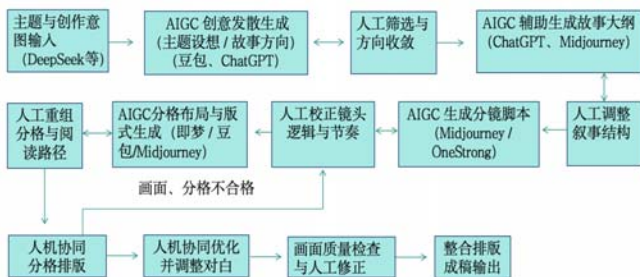 主题与创作意
图输入
（DeepSeek等）
AIGC 创意发散生成
（主题设想 / 故事方向）
（豆包、ChatGPT）
人工筛选与
方向收敛
AIGC 辅助生成故事大纲
（ChatGPT、Midjourney）
人工重组
分格与阅
读路径
AIGC分格布局与版
式生成（即梦 / 豆
包/Midjourney）
人工校正镜头
逻辑与节奏
AIGC 生成分镜脚本
（Midjourney /
OneStrong）
人工调整
叙事结构
画面、分格不合格
人机协同
分格排版
人机协同优化
并调整对白
画面质量检查
与人工修正
整合排版
成稿输出